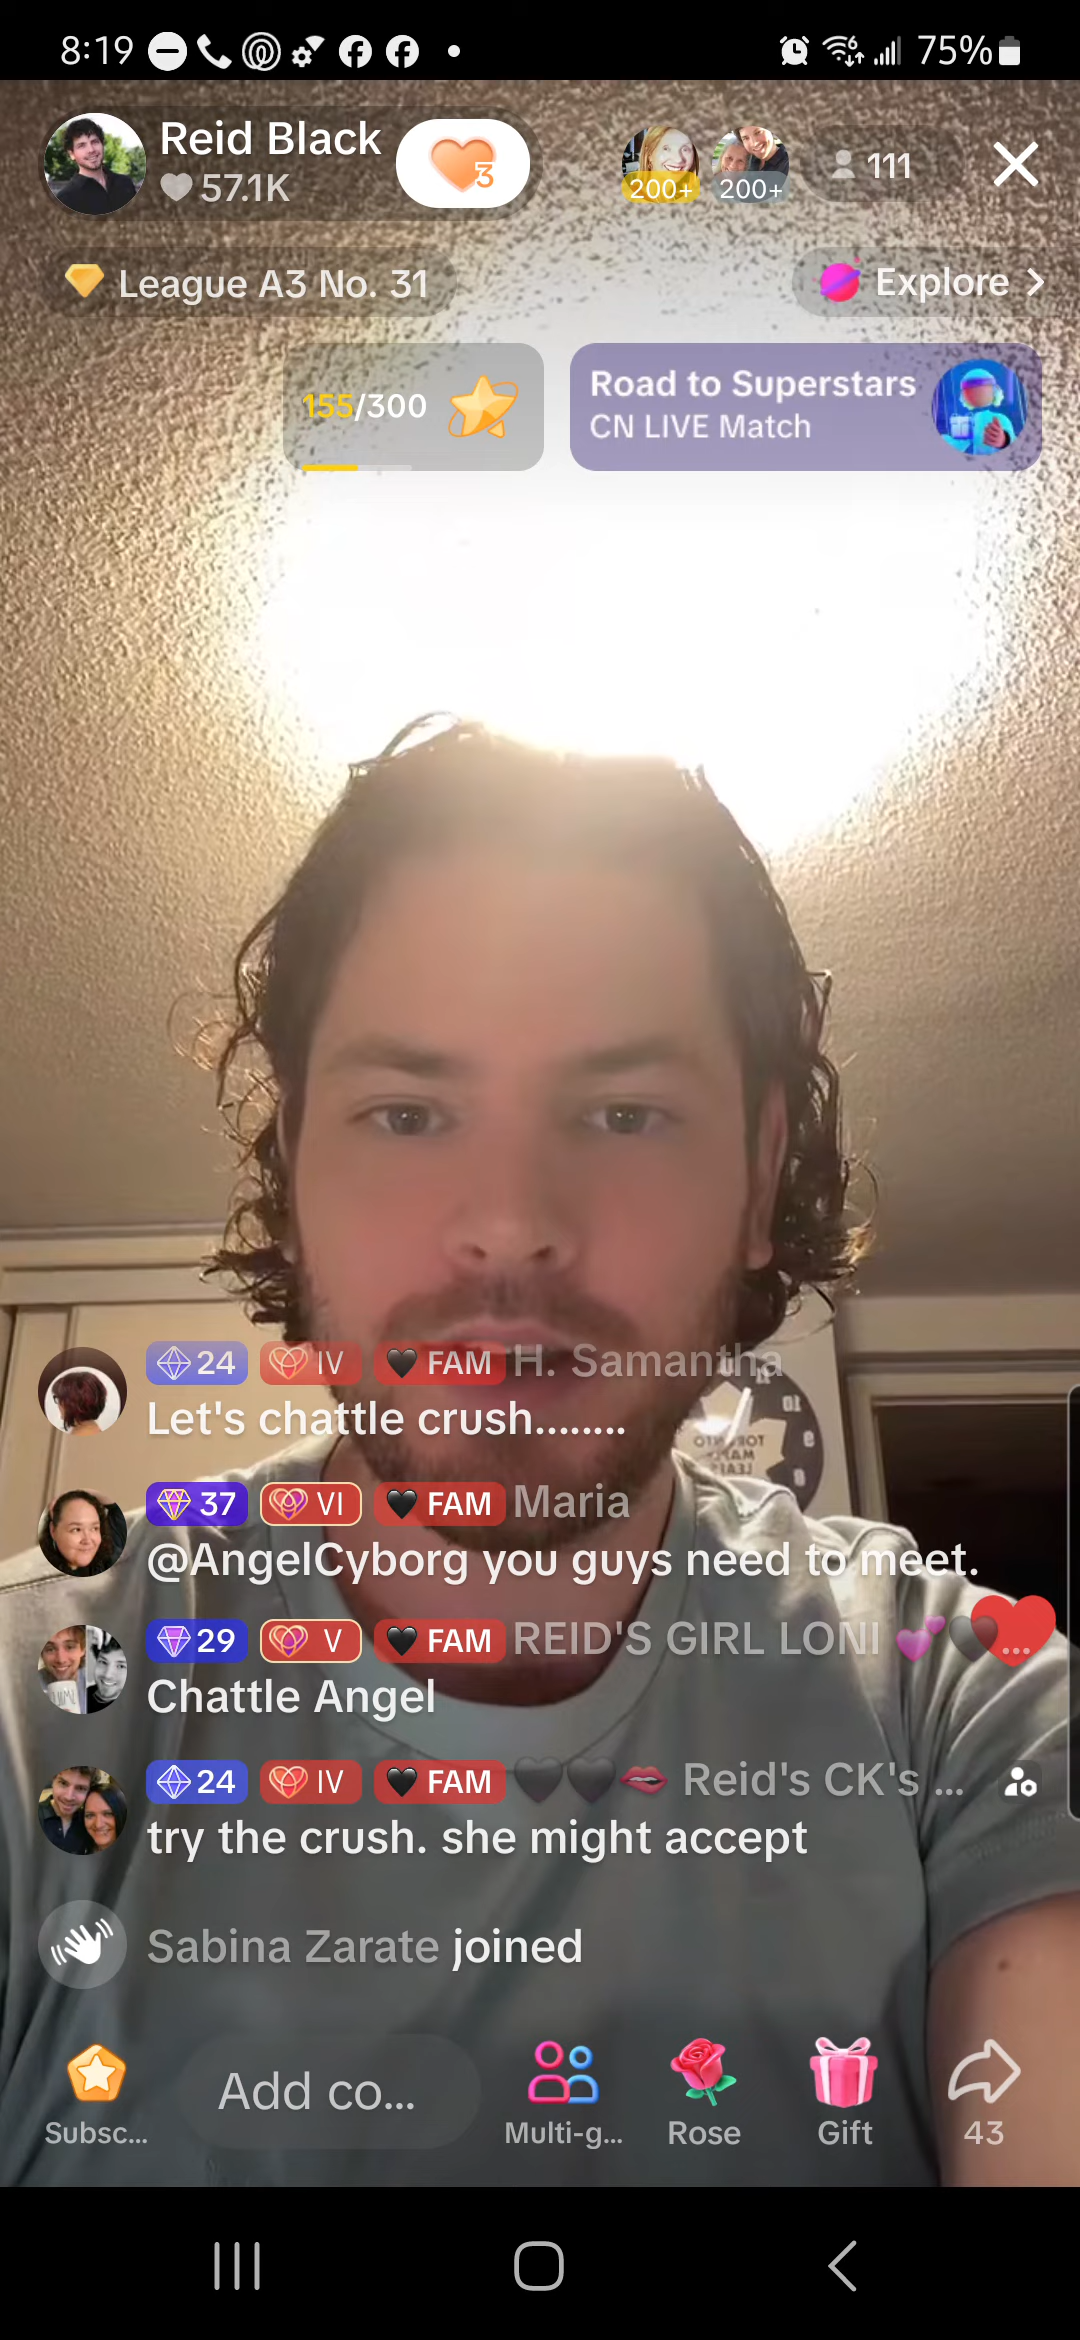 8:19
75%
Reid Black
57.1K
3
200+
200+
111
League A3 No. 31
Explore
155/300
Road to Superstars
CN LIVE Match
24 IV FAM H. Samantha
Let's chattle crush........
37 VI FAM Maria
@AngelCyborg you guys need to meet.
29 V FAM REID'S GIRL LONI 💕🖤...
Chattle Angel
24 IV FAM 🖤🖤🫦 Reid's CK's ...
try the crush. she might accept
Sabina Zarate joined
Subsc...
Add co...
Multi-g...
Rose
Gift
43
TORONTO
MAPLE
LEAFS